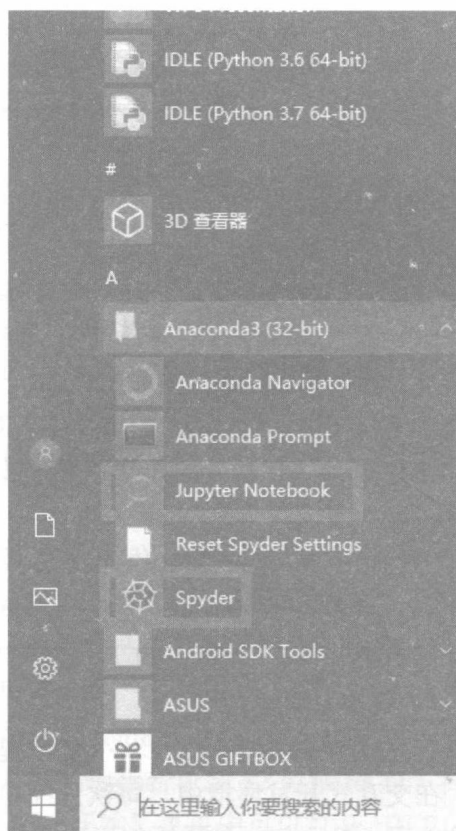 IDLE (Python 3.6 64-bit)
IDLE (Python 3.7 64-bit)
#
3D 查看器
A
Anaconda3 (32-bit)
Anaconda Navigator
Anaconda Prompt
Jupyter Notebook
Reset Spyder Settings
Spyder
Android SDK Tools
ASUS
ASUS GIFTBOX
在这里输入你要搜索的内容